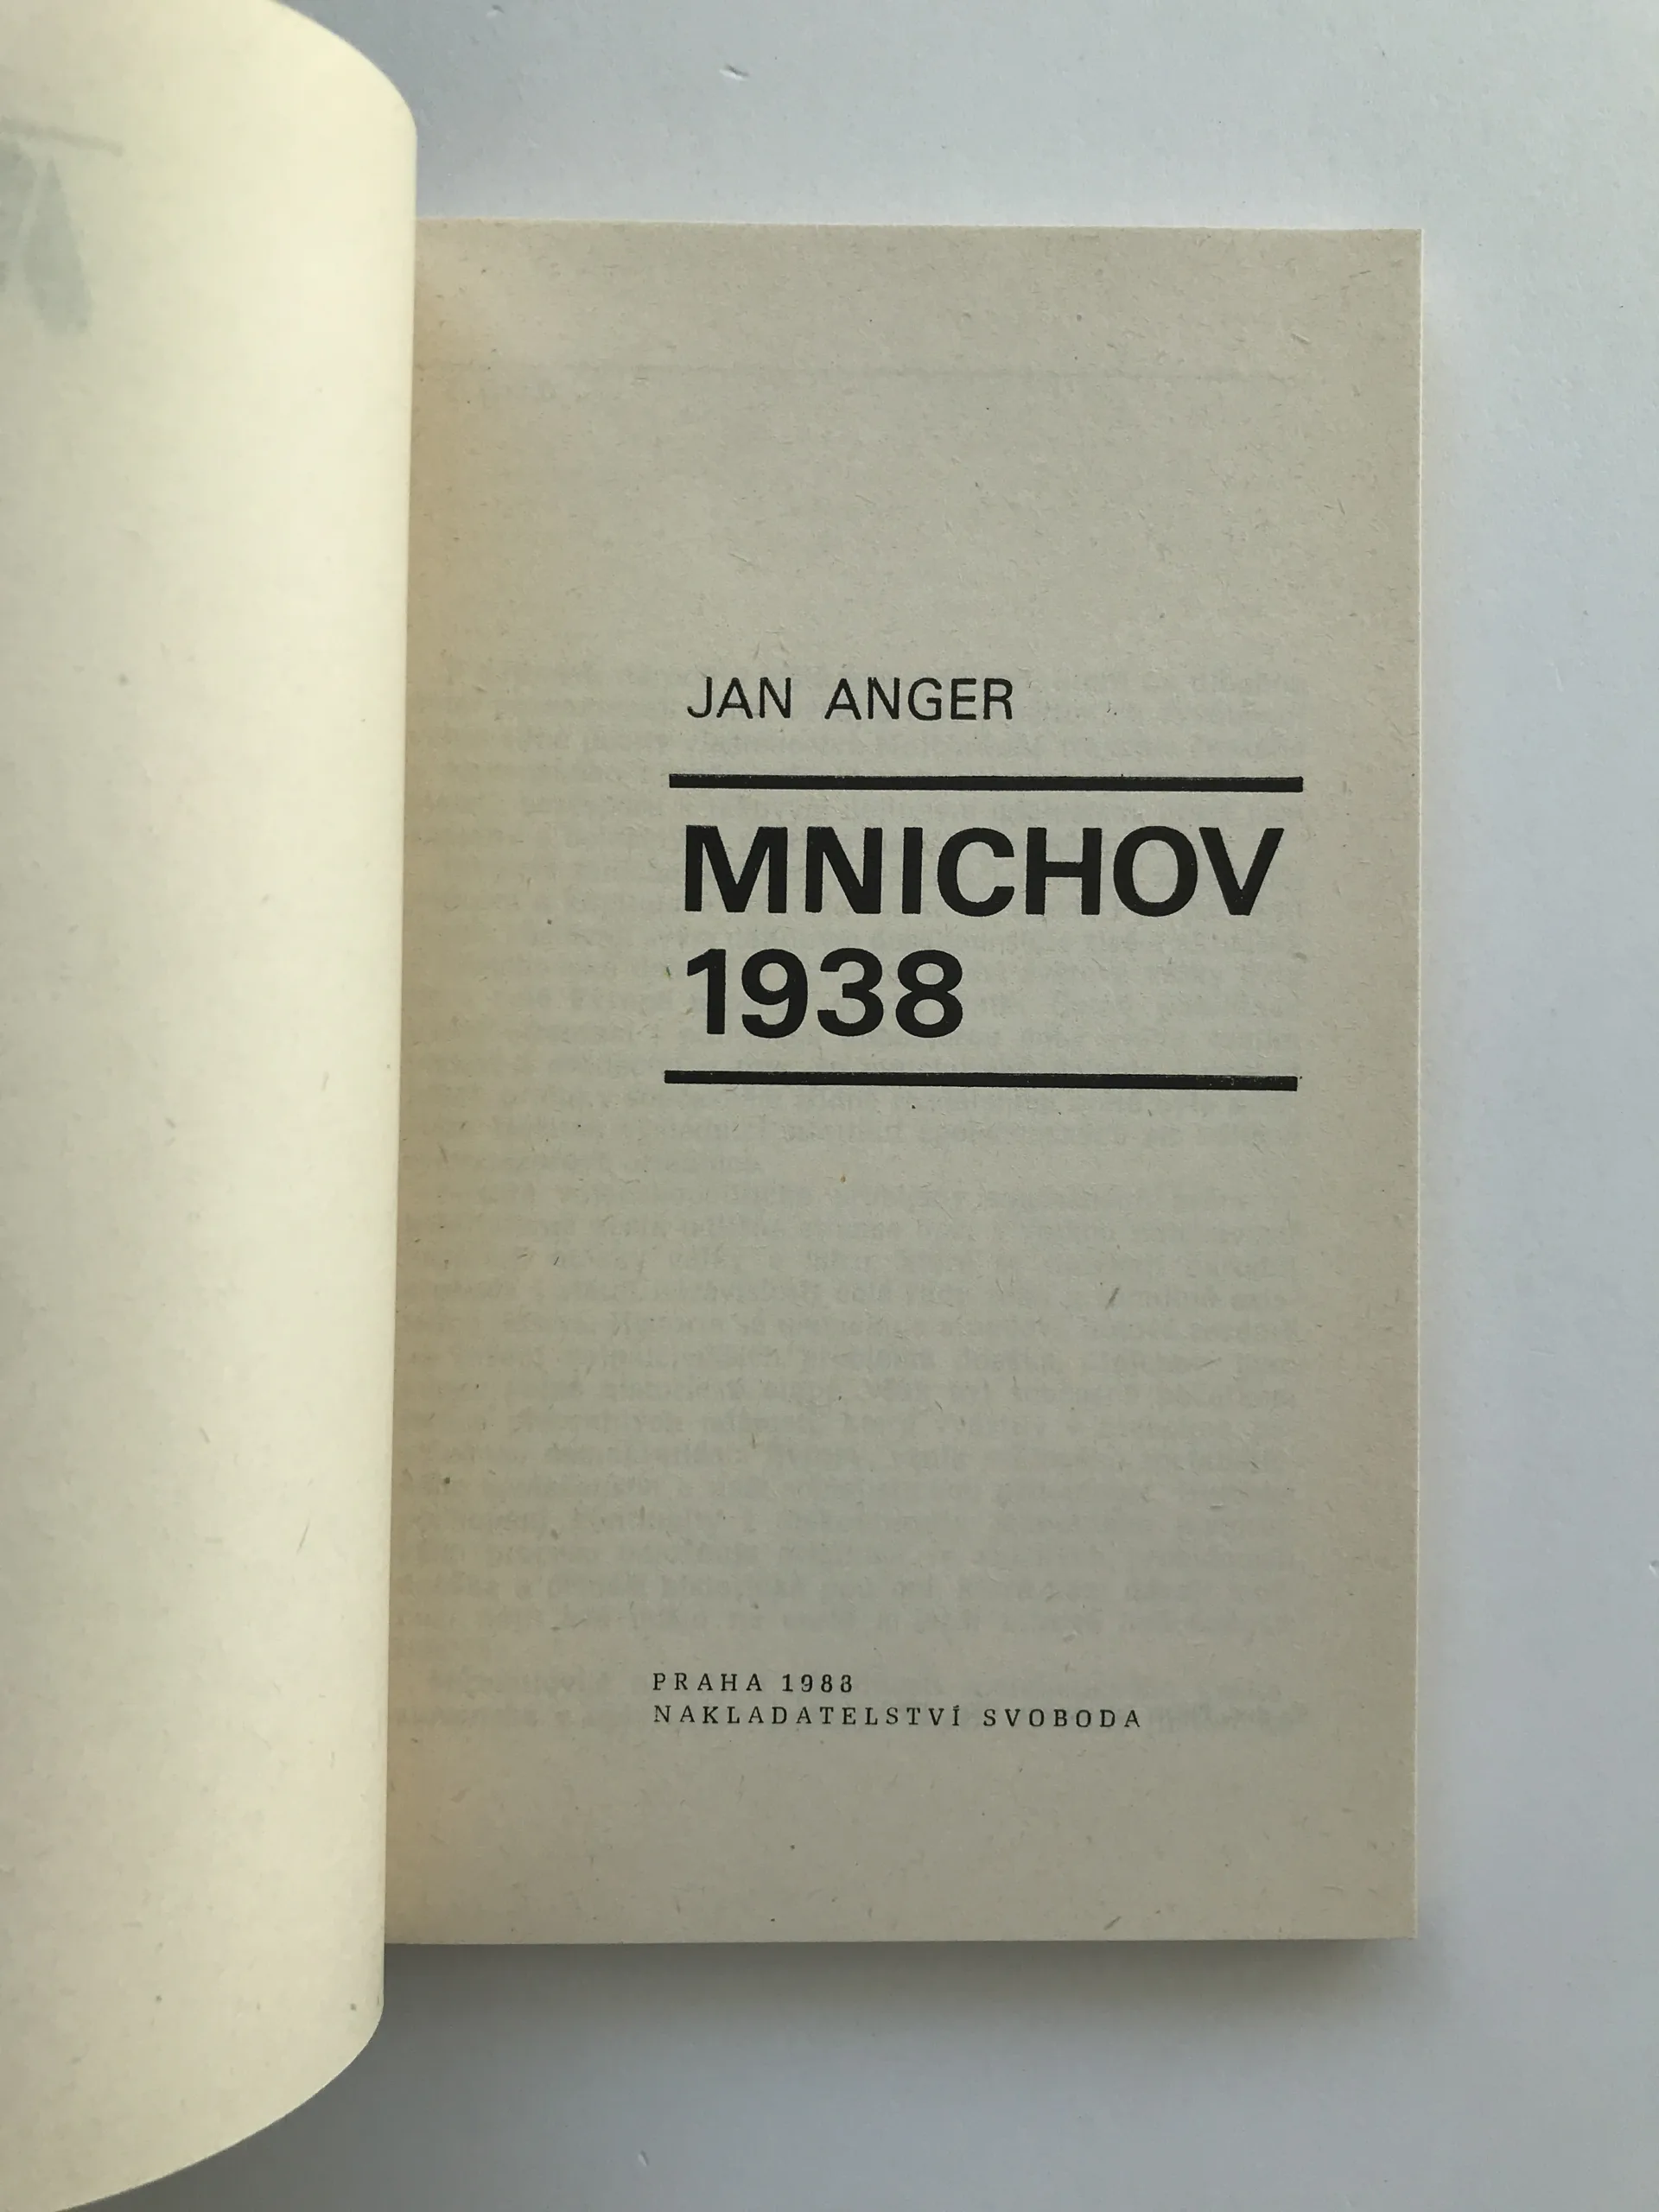 JAN ANGER
MNICHOV
1938
PRAHA 1988
NAKLADATELSTVÍ SVOBODA